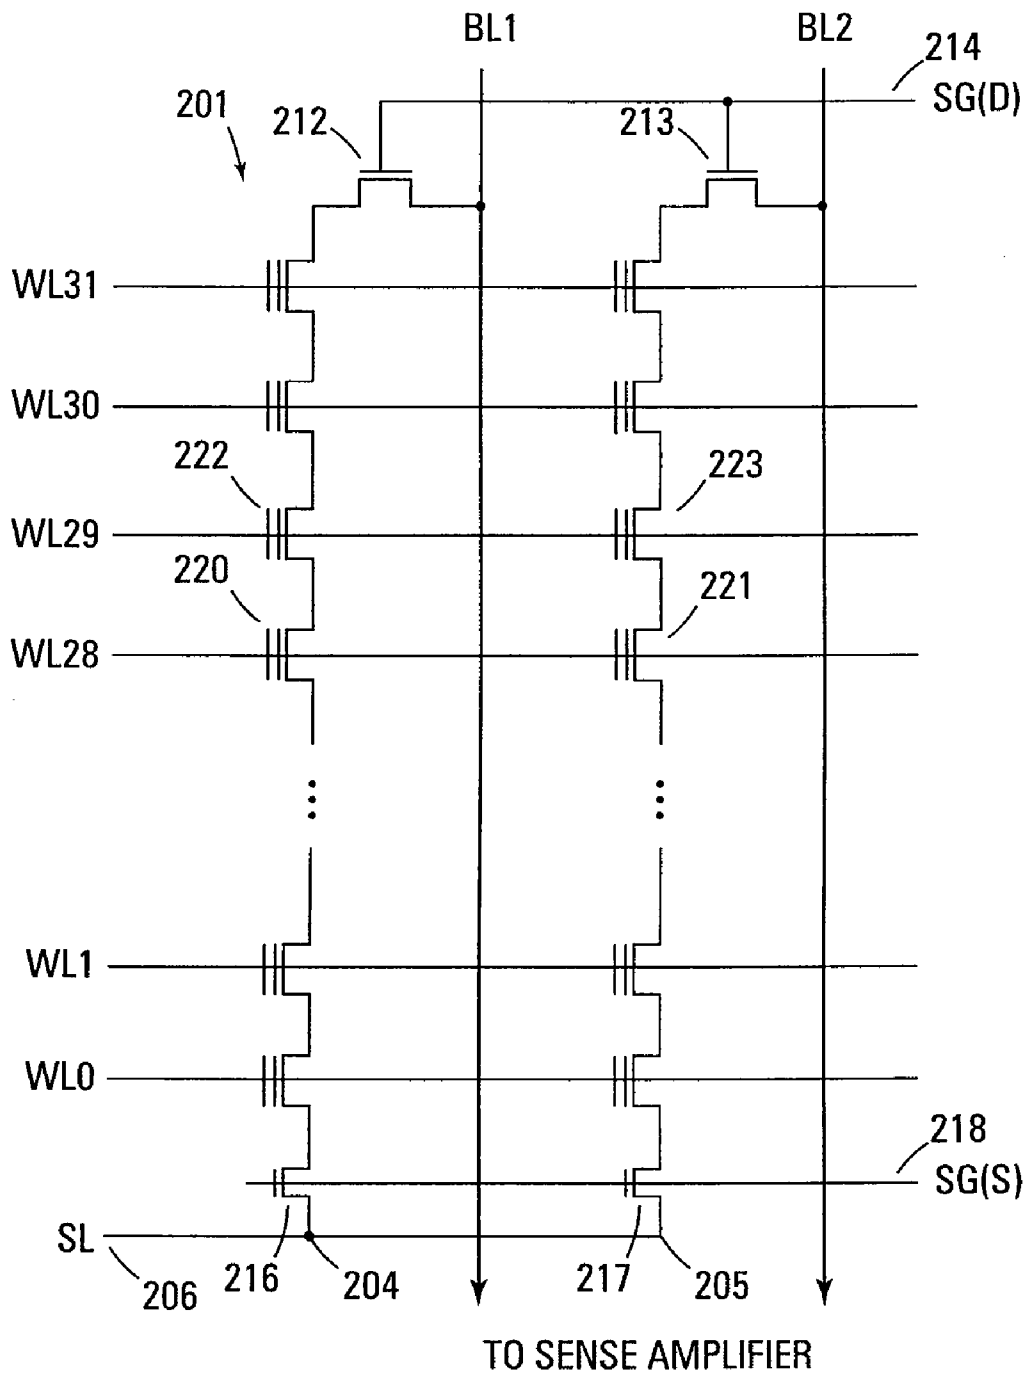 BL1 BL2
214
SG(D)
201
212
213
WL31
WL30
222
223
WL29
220
221
WL28
WL1
WL0
218
SG(S)
SL
206
216
204
217
205
TO SENSE AMPLIFIER